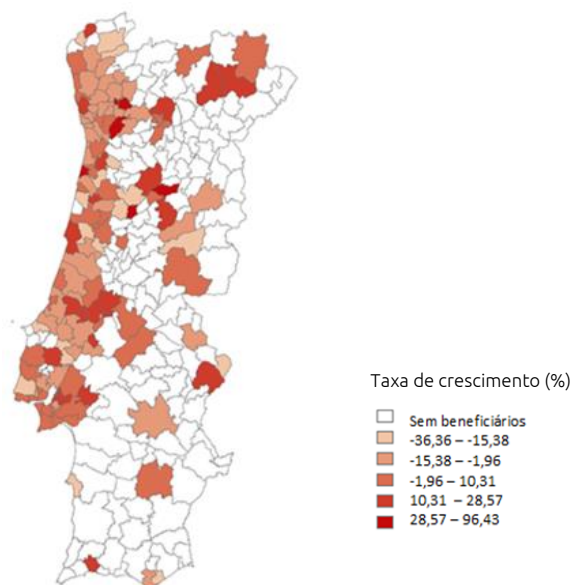 Taxa de crescimento (%)
Sem beneficiários
-36,36 – -15,38
-15,38 – -1,96
-1,96 – 10,31
10,31 – 28,57
28,57 – 96,43